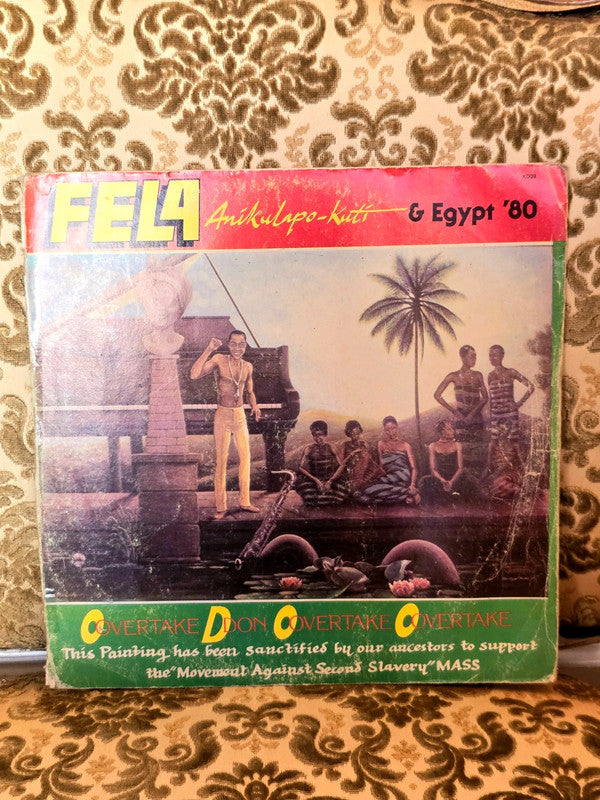 FELA Anikulapo-Kuti & Egypt '80
OVERTAKE DON OVERTAKE OVERTAKE
This Painting has been sanctified by our ancestors to support
the "Movement Against Second Slavery" MASS